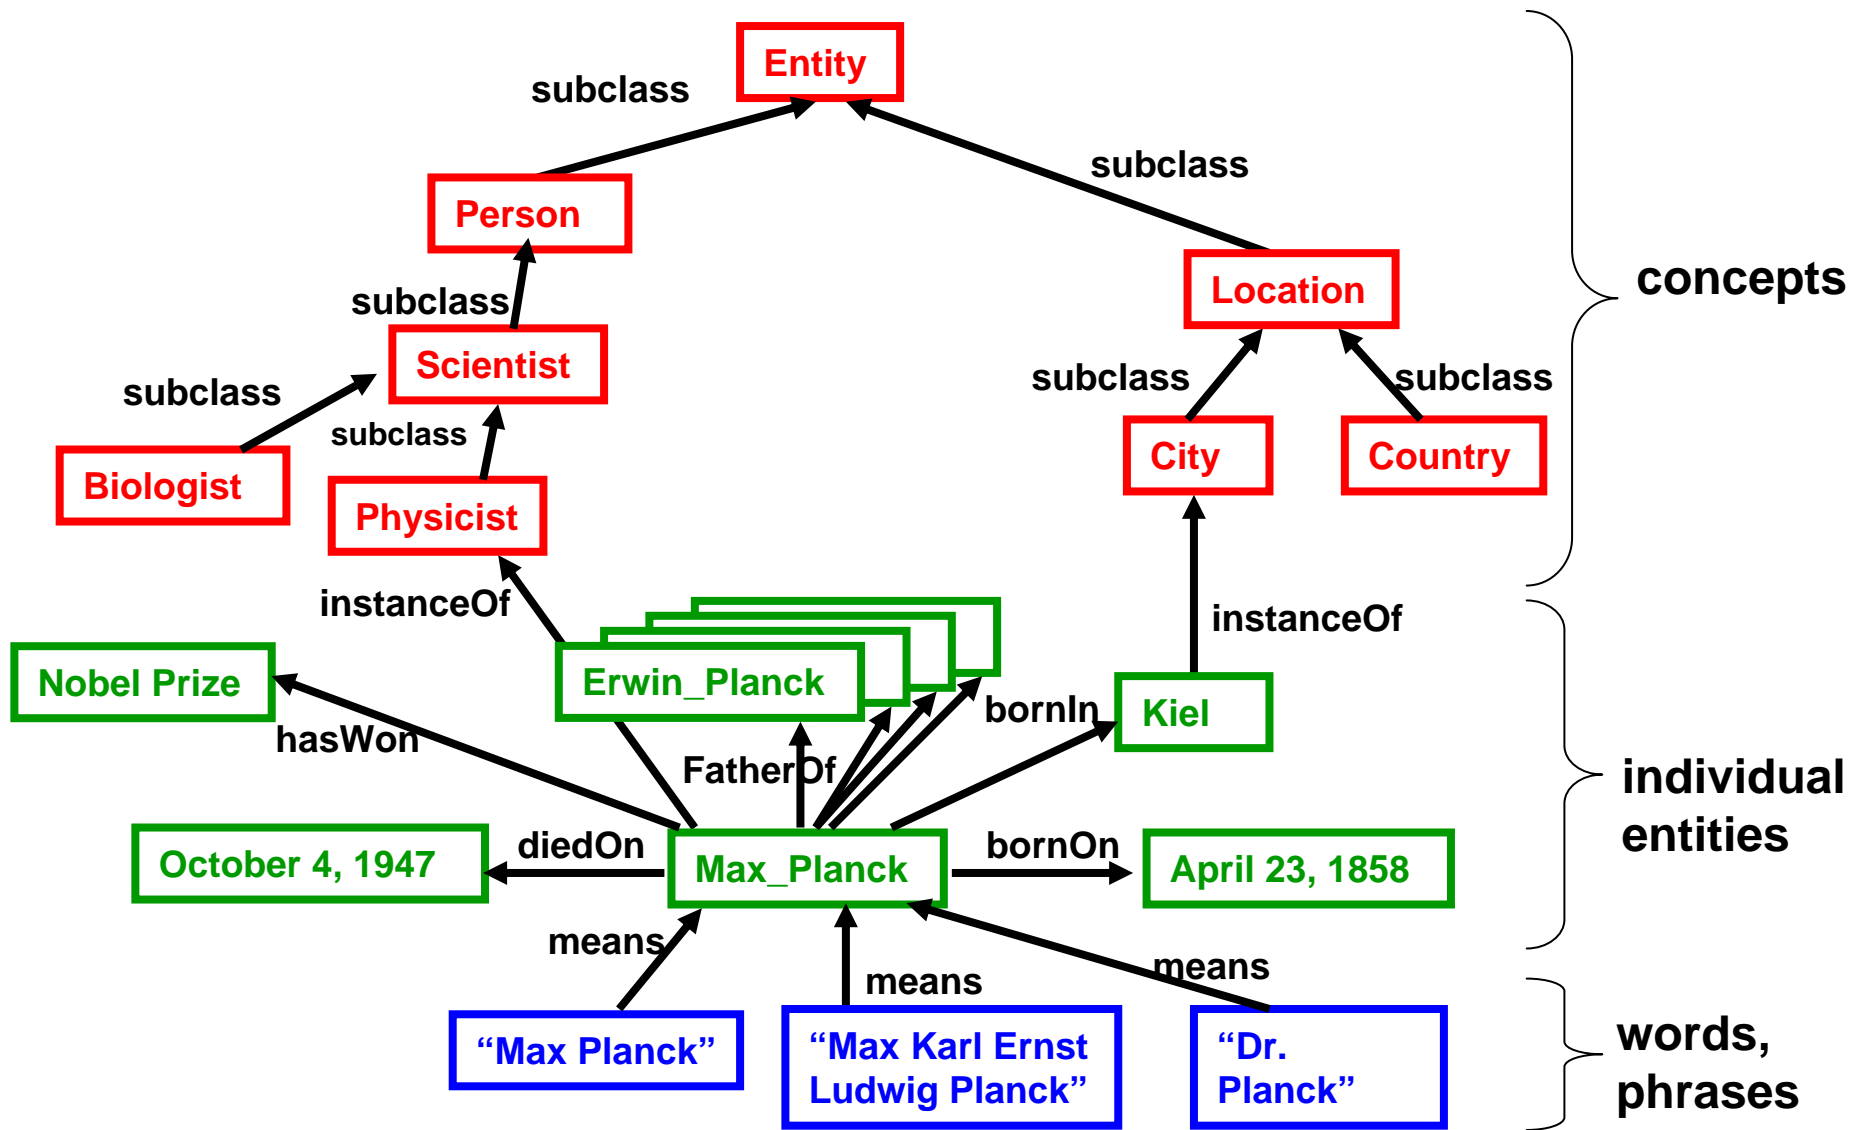 Entity
subclass
subclass
Person
Location
concepts
subclass
Scientist
subclass
subclass
subclass
subclass
City
Country
Biologist
Physicist
instanceOf
instanceOf
Nobel Prize
Erwin_Planck
bornIn
Kiel
hasWon
FatherOf
individual
entities
October 4, 1947
diedOn
Max_Planck
bornOn
April 23, 1858
means
means
means
“Max Planck”
“Max Karl Ernst
Ludwig Planck”
“Dr.
Planck”
words,
phrases